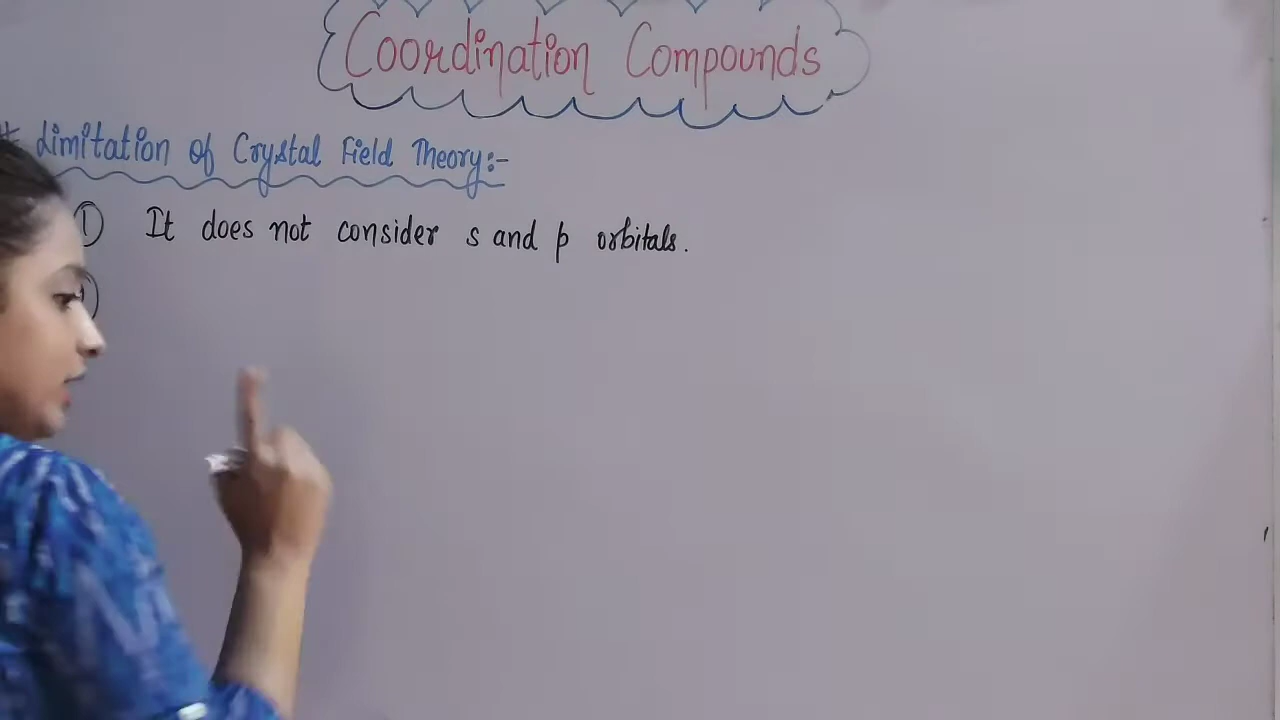 Coordination Compounds
* Limitation of Crystal Field Theory:-
① It does not consider s and p orbitals.